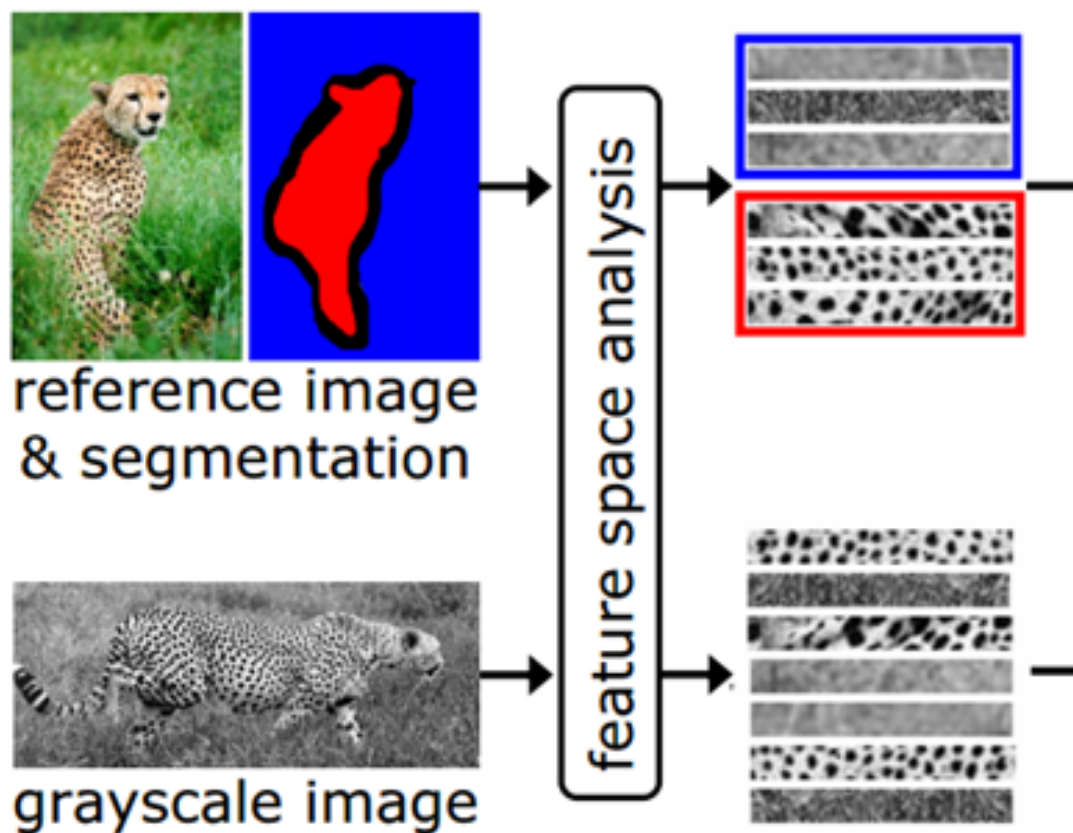 reference image
& segmentation
feature space analysis
grayscale image